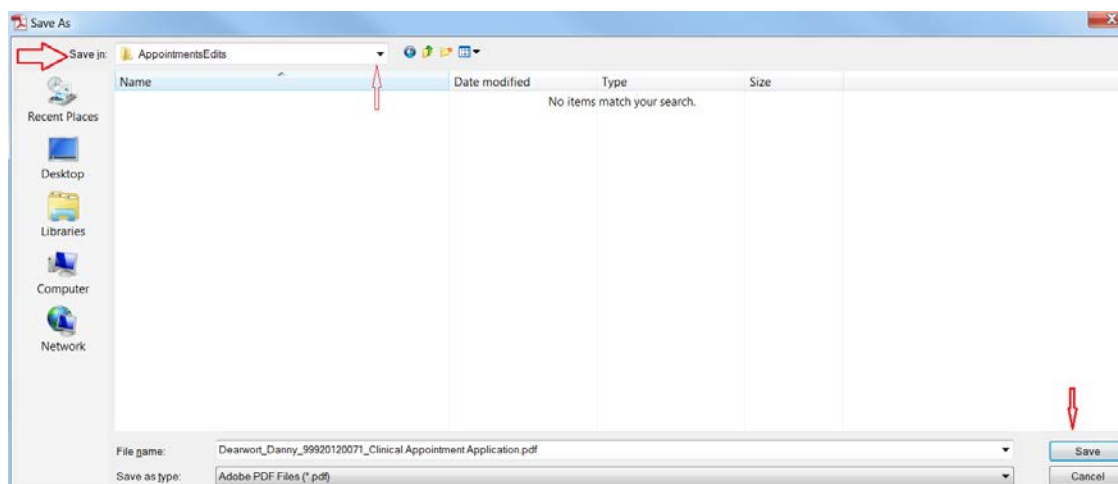 Save As
Save in: AppointmentsEdits
Name Date modified Type Size
No items match your search.
Recent Places
Desktop
Libraries
Computer
Network
File name: Dearwort_Danny_99920120071_Clinical Appointment Application.pdf
Save
Save as type: Adobe PDF Files (*.pdf)
Cancel